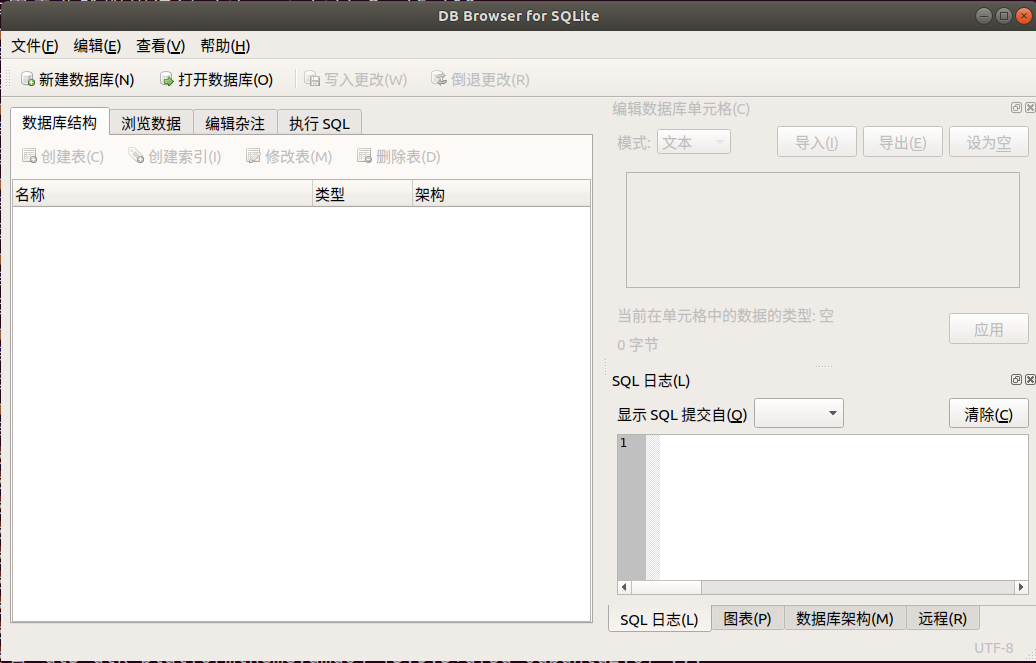 DB Browser for SQLite
文件(F) 编辑(E) 查看(V) 帮助(H)
新建数据库(N) 打开数据库(O) 写入更改(W) 倒退更改(R)
数据库结构 浏览数据 编辑杂注 执行 SQL
创建表(C) 创建索引(I) 修改表(M) 删除表(D)
名称 类型 架构
编辑数据库单元格(C)
模式: 文本 导入(I) 导出(E) 设为空
当前在单元格中的数据的类型: 空
0 字节
应用
SQL 日志(L)
显示 SQL 提交自(Q) 清除(C)
1
SQL 日志(L) 图表(P) 数据库架构(M) 远程(R)
UTF-8